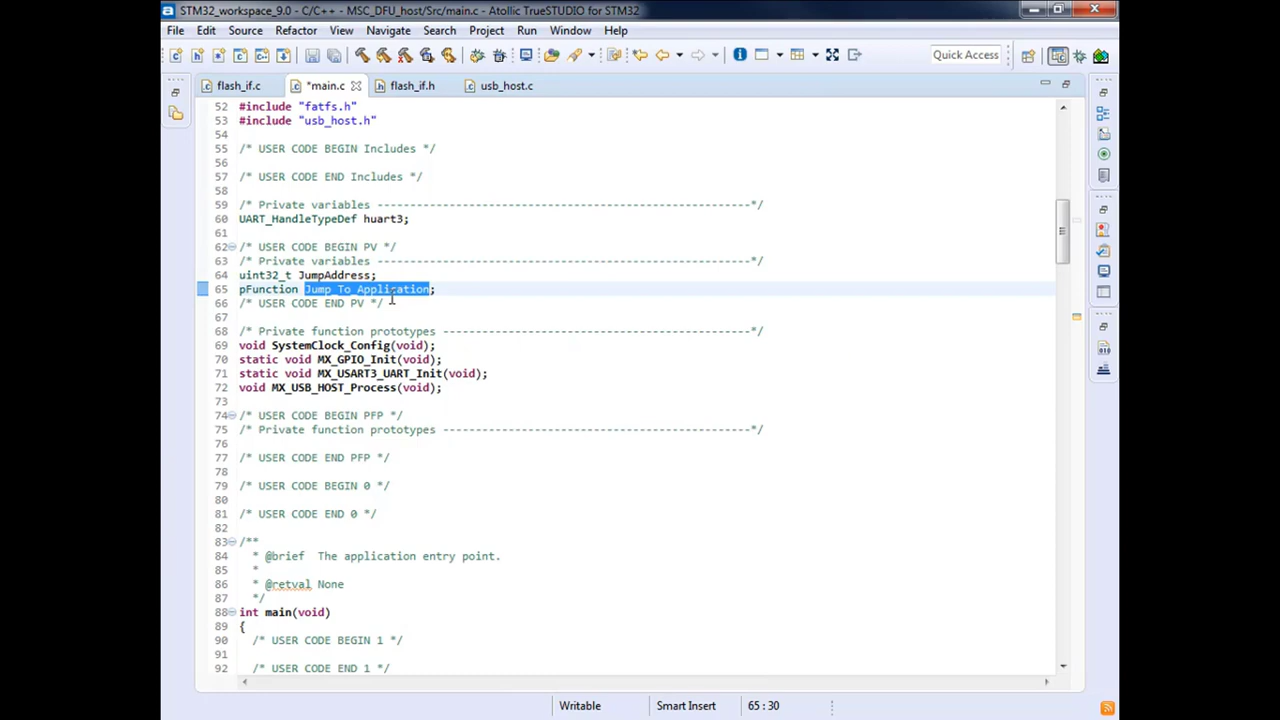 STM32_workspace_9.0 - C/C++ - MSC_DFU_host/Src/main.c - Atollic TrueSTUDIO for STM32
File Edit Source Refactor View Navigate Search Project Run Window Help
Quick Access
flash_if.c *main.c flash_if.h usb_host.c
52 #include "fatfs.h"
53 #include "usb_host.h"
54
55 /* USER CODE BEGIN Includes */
56
57 /* USER CODE END Includes */
58
59 /* Private variables ---------------------------------------------------------*/
60 UART_HandleTypeDef huart3;
61
62 /* USER CODE BEGIN PV */
63 /* Private variables ---------------------------------------------------------*/
64 uint32_t JumpAddress;
65 pFunction Jump_To_Application;
66 /* USER CODE END PV */
67
68 /* Private function prototypes -----------------------------------------------*/
69 void SystemClock_Config(void);
70 static void MX_GPIO_Init(void);
71 static void MX_USART3_UART_Init(void);
72 void MX_USB_HOST_Process(void);
73
74 /* USER CODE BEGIN PFP */
75 /* Private function prototypes -----------------------------------------------*/
76
77 /* USER CODE END PFP */
78
79 /* USER CODE BEGIN 0 */
80
81 /* USER CODE END 0 */
82
83 /**
84 * @brief  The application entry point.
85 *
86 * @retval None
87 */
88 int main(void)
89 {
90 /* USER CODE BEGIN 1 */
91
92 /* USER CODE END 1 */
Writable Smart Insert 65 : 30